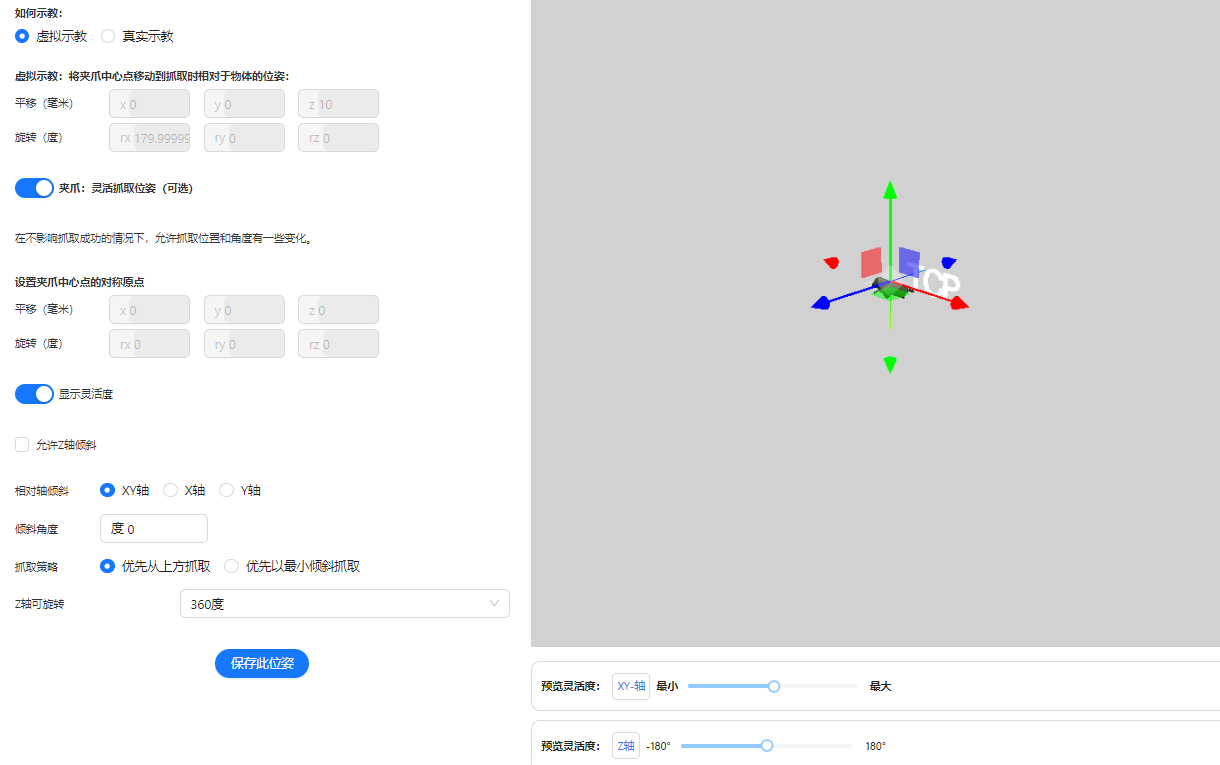 如何示教：
虚拟示教 真实示教
虚拟示教：将夹爪中心点移动到抓取时相对于物体的位姿：
平移（毫米） x 0 y 0 z 10
旋转（度） rx 179.99999 ry 0 rz 0
夹爪：灵活抓取位姿（可选）
在不影响抓取成功的情况下，允许抓取位置和角度有一些变化。
设置夹爪中心点的对称原点
平移（毫米） x 0 y 0 z 0
旋转（度） rx 0 ry 0 rz 0
显示灵活度
允许Z轴倾斜
相对轴倾斜 XY轴 X轴 Y轴
倾斜角度 度 0
抓取策略 优先从上方抓取 优先以最小倾斜抓取
Z轴可旋转 360度
保存此位姿
TCP
预览灵活度： XY-轴 最小 最大
预览灵活度： Z轴 -180° 180°